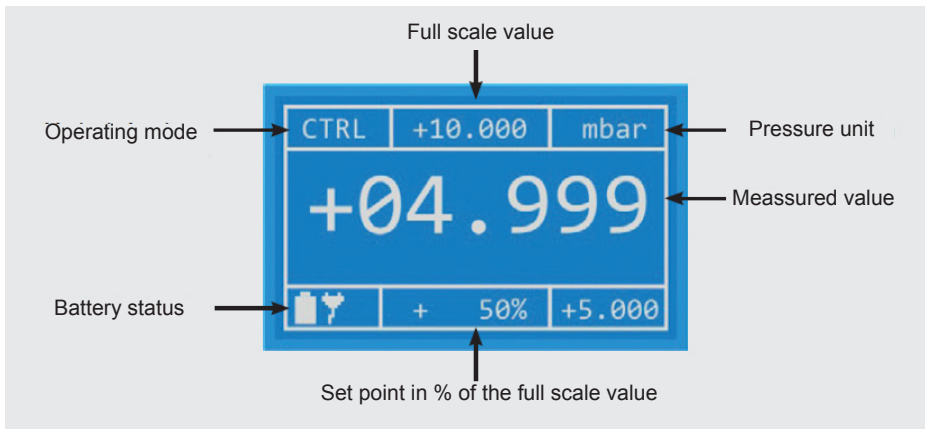 Full scale value
Operating mode
CTRL
+10.000
mbar
Pressure unit
+04.999
Meassured value
Battery status
+ 50%
+5.000
Set point in % of the full scale value